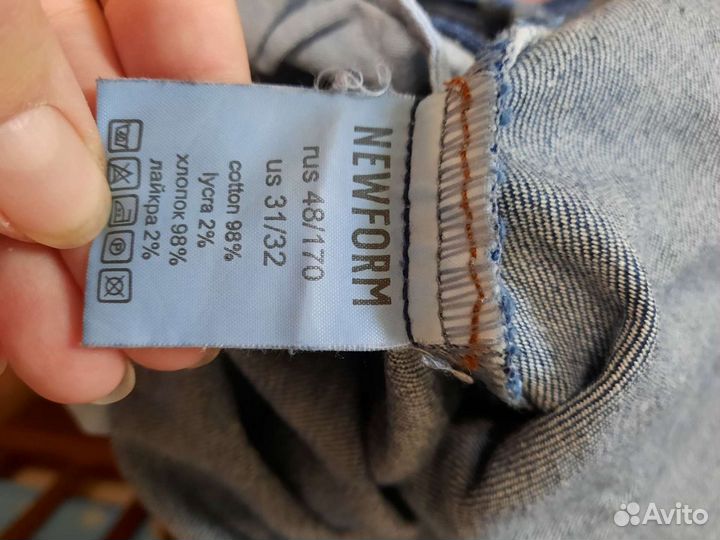 NEWFORM
rus 48/170
us 31/32
cotton 98%
lycra 2%
хлопок 98%
лайкра 2%
Avito